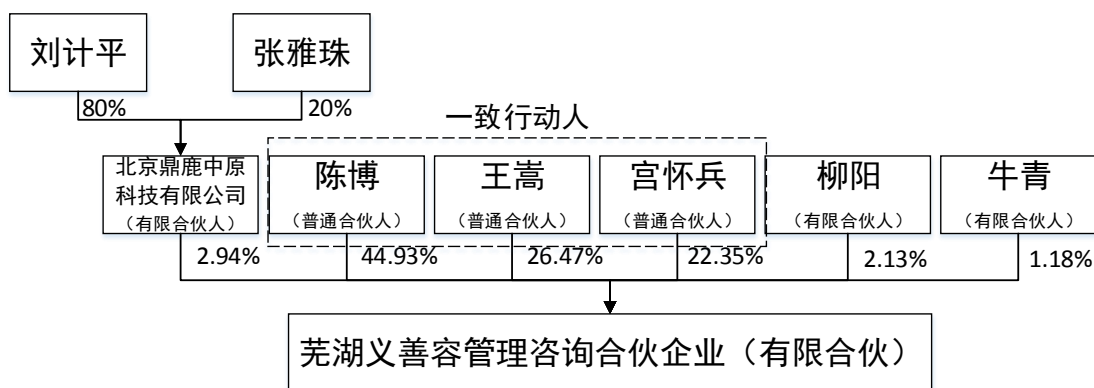 刘计平
张雅珠
80%
20%
一致行动人
北京鼎鹿中原
科技有限公司
（有限合伙人）
陈博
（普通合伙人）
王嵩
（普通合伙人）
宫怀兵
（普通合伙人）
柳阳
（有限合伙人）
牛青
（有限合伙人）
2.94%
44.93%
26.47%
22.35%
2.13%
1.18%
芜湖义善容管理咨询合伙企业（有限合伙）